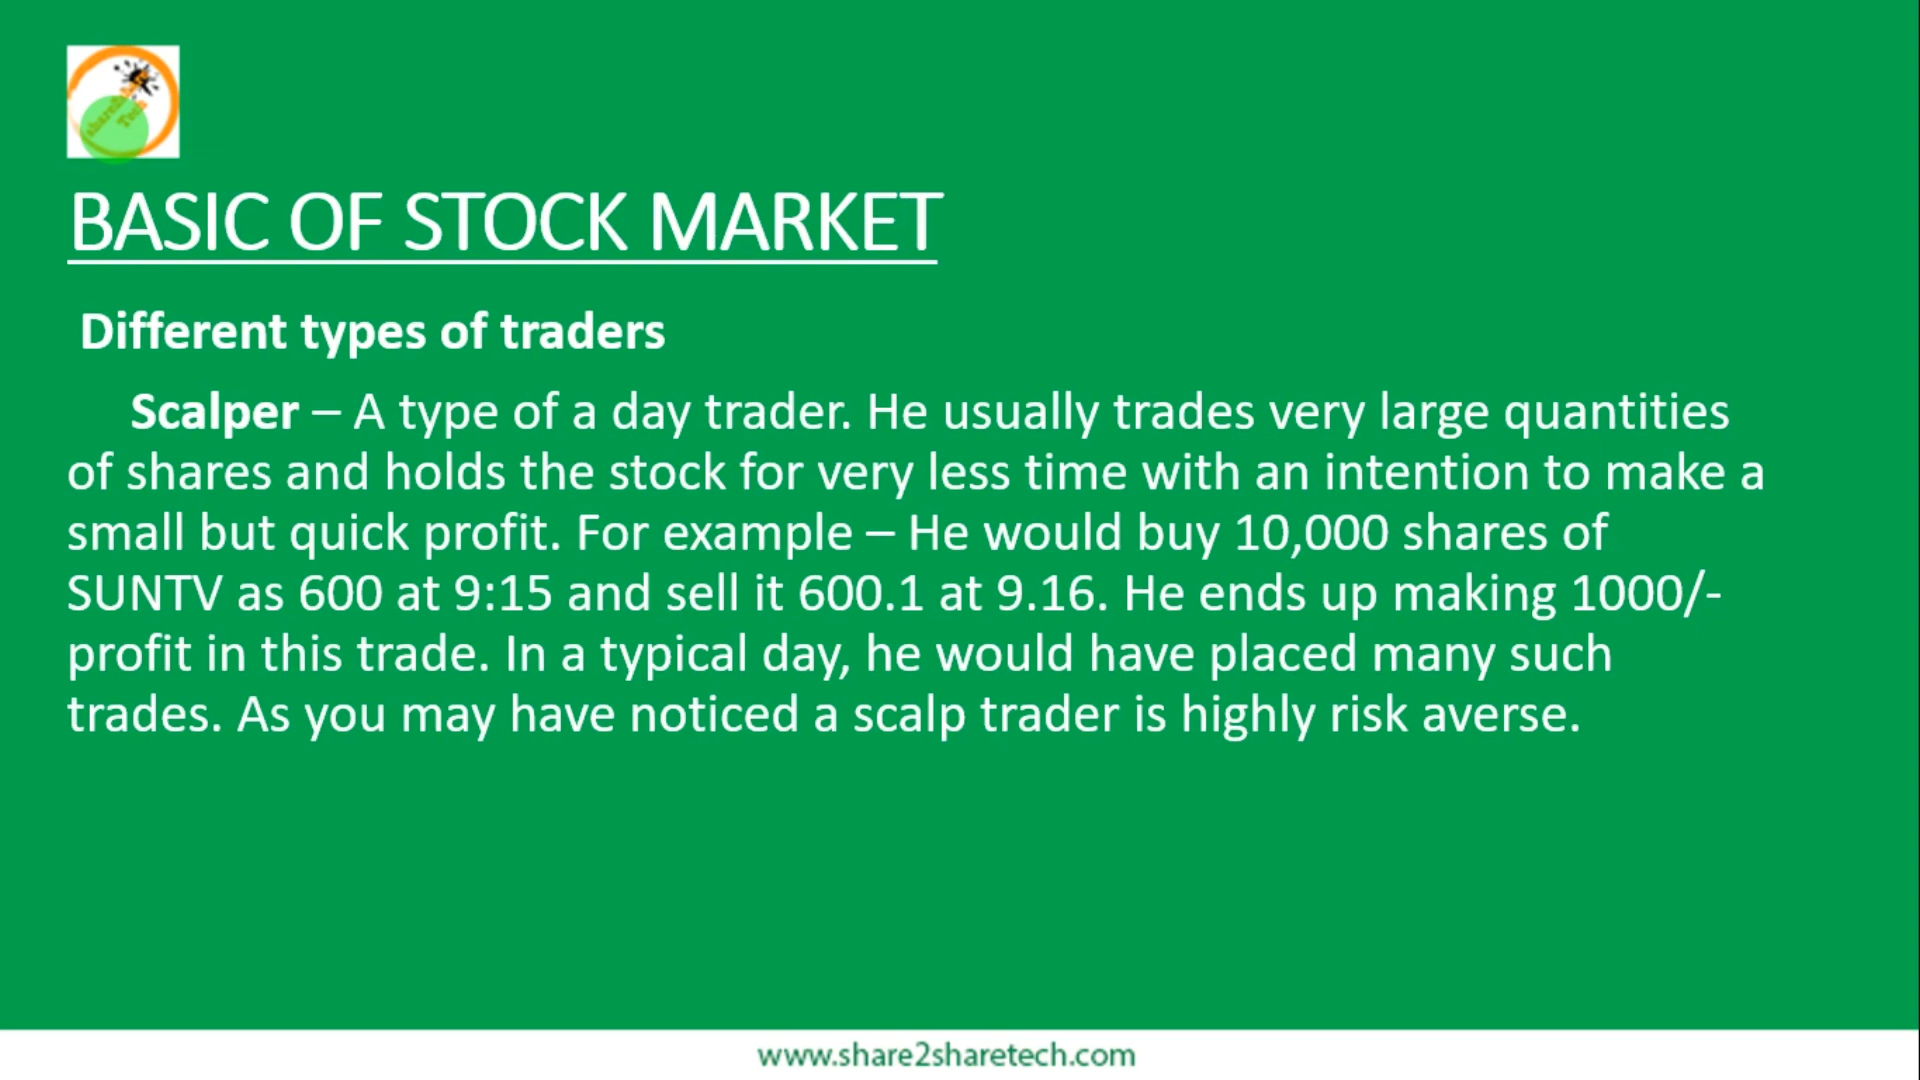 BASIC OF STOCK MARKET
Different types of traders
Scalper – A type of a day trader. He usually trades very large quantities
of shares and holds the stock for very less time with an intention to make a
small but quick profit. For example – He would buy 10,000 shares of
SUNTV as 600 at 9:15 and sell it 600.1 at 9.16. He ends up making 1000/-
profit in this trade. In a typical day, he would have placed many such
trades. As you may have noticed a scalp trader is highly risk averse.
www.share2sharetech.com